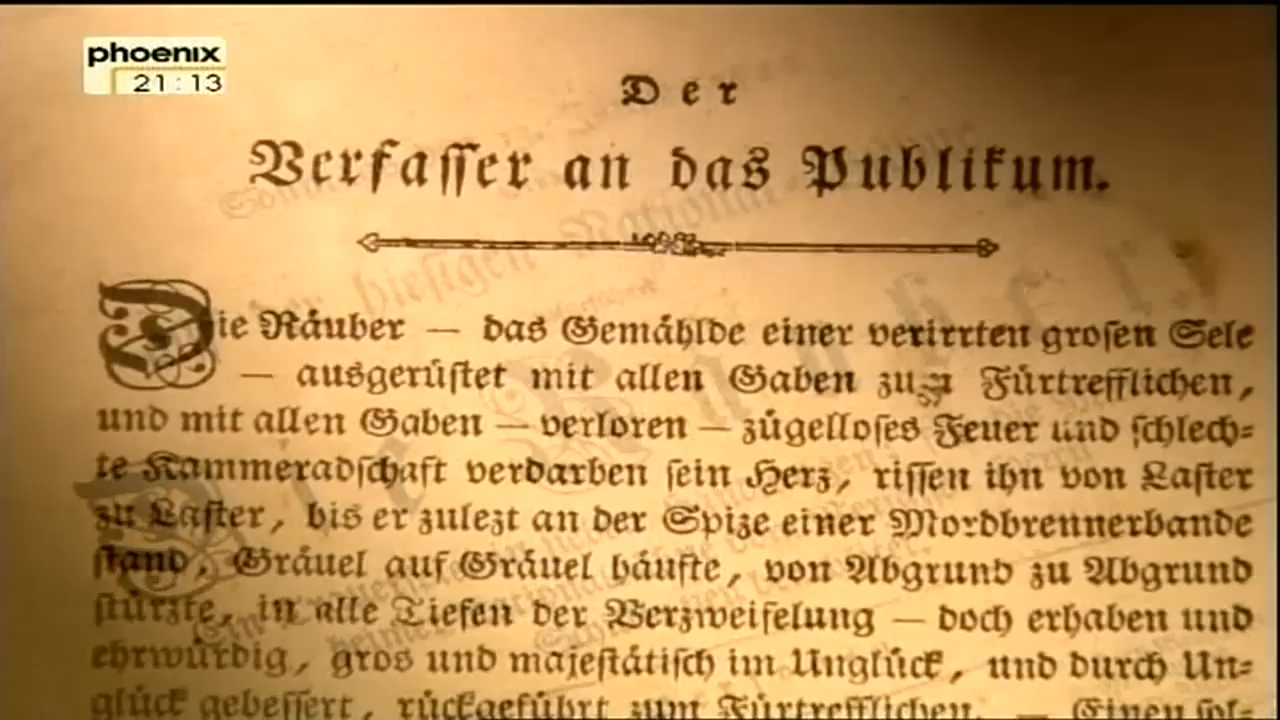 phoenix
21:13
Der
Verfaſſer an das Publikum.
Die Räuber — das Gemählde einer verirrten groſen Sele
— ausgerüſtet mit allen Gaben zum Fürtrefflichen,
und mit allen Gaben — verloren — zügelloſes Feuer und ſchlech=
te Kammeradſchaft verdarben ſein Herz, riſſen ihn von Laſter
zu Laſter, bis er zulezt an der Spize einer Mordbrennerbande
ſtand, Gräuel auf Gräuel häufte, von Abgrund zu Abgrund
ſtürzte, in alle Tiefen der Verzweifelung — doch erhaben und
ehrwürdig, gros und majeſtätiſch im Unglück, und durch Un=
glück gebeſſert, rückgeführt zum Fürtrefflichen. — Einen ſol=